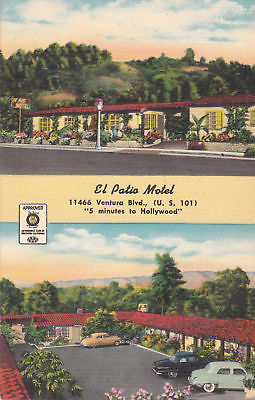 El Patio Motel
11466 Ventura Blvd., (U. S. 101)
"5 minutes to Hollywood"
APPROVED